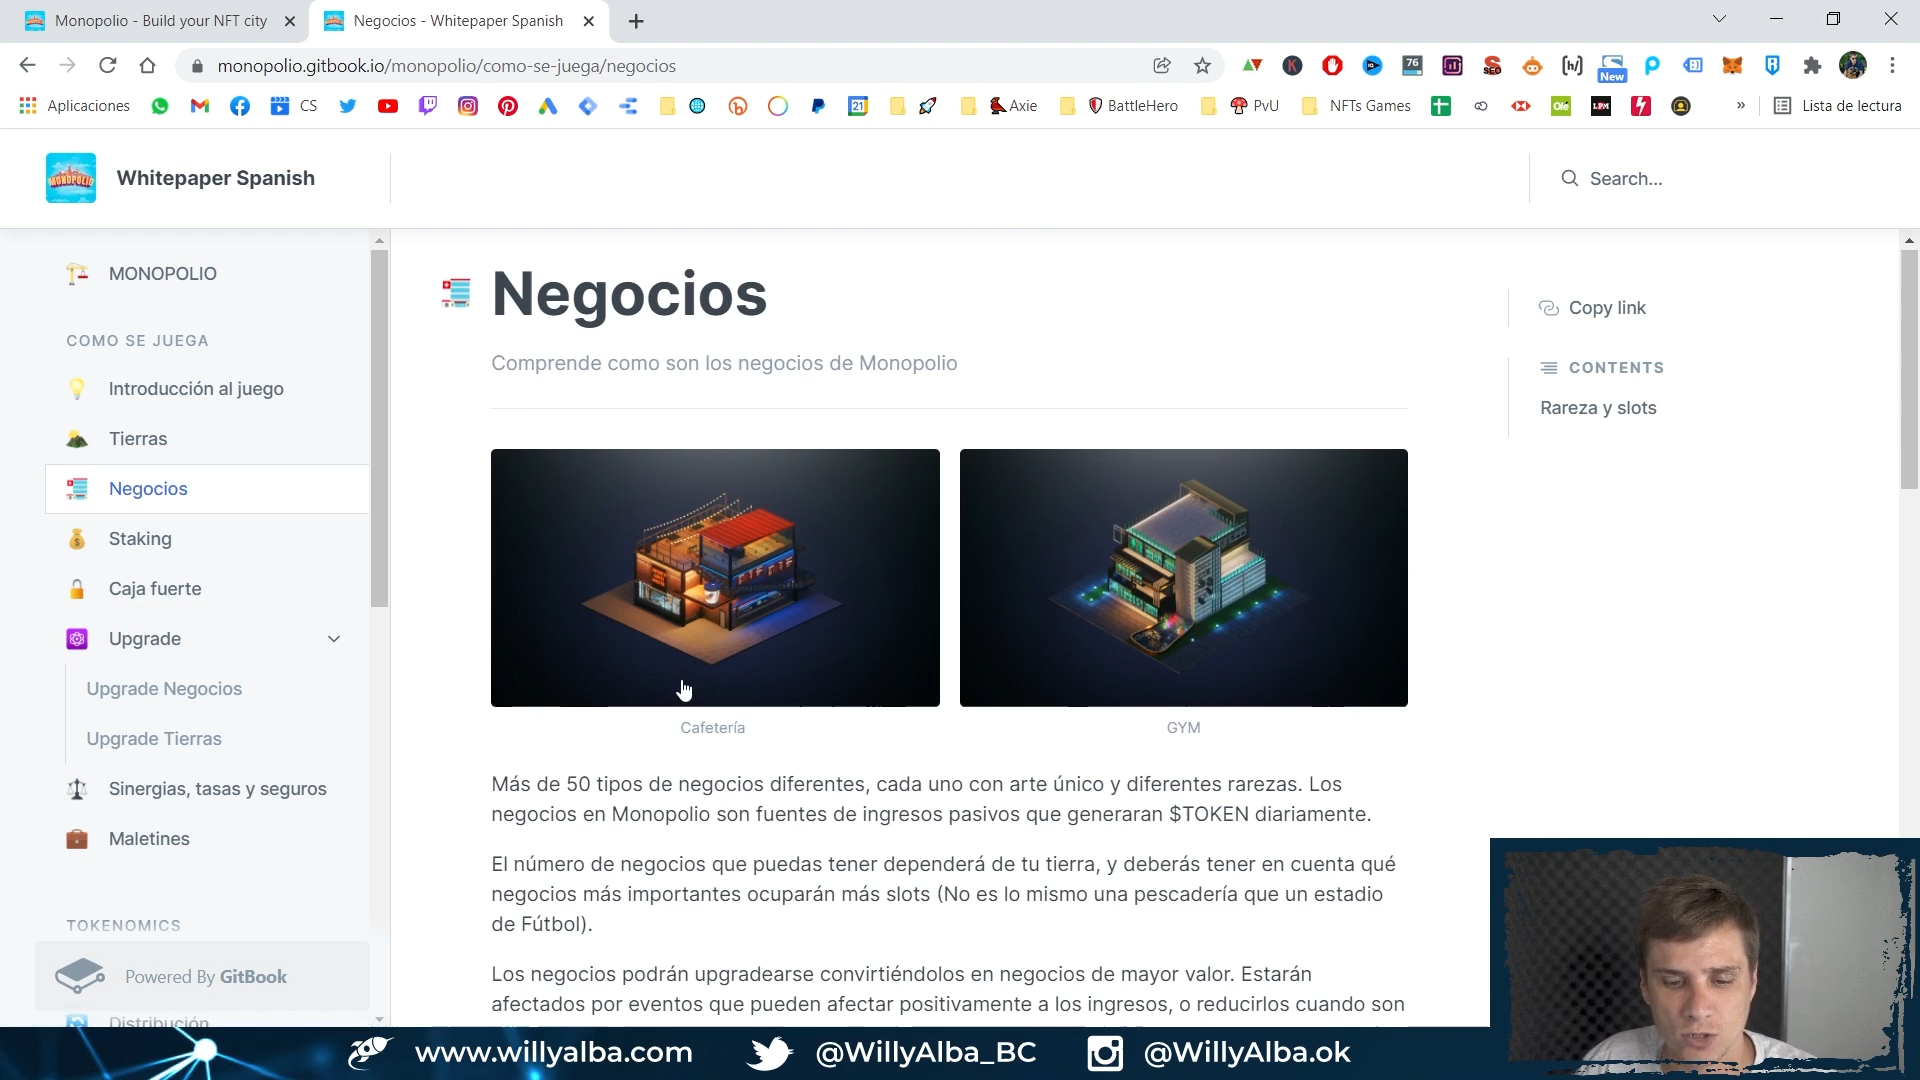 Monopolio - Build your NFT city
Negocios - Whitepaper Spanish
monopolio.gitbook.io/monopolio/como-se-juega/negocios
76
SEO
New
Aplicaciones
CS
21
Axie
BattleHero
PvU
NFTs Games
Olé
LPM
Lista de lectura
MONOPOLIO
Whitepaper Spanish
Search...
MONOPOLIO
COMO SE JUEGA
Introducción al juego
Tierras
Negocios
Staking
Caja fuerte
Upgrade
Upgrade Negocios
Upgrade Tierras
Sinergias, tasas y seguros
Maletines
TOKENOMICS
Powered By GitBook
Distribución
Negocios
Comprende como son los negocios de Monopolio
Cafetería
GYM
Más de 50 tipos de negocios diferentes, cada uno con arte único y diferentes rarezas. Los
negocios en Monopolio son fuentes de ingresos pasivos que generaran $TOKEN diariamente.
El número de negocios que puedas tener dependerá de tu tierra, y deberás tener en cuenta qué
negocios más importantes ocuparán más slots (No es lo mismo una pescadería que un estadio
de Fútbol).
Los negocios podrán upgradearse convirtiéndolos en negocios de mayor valor. Estarán
afectados por eventos que pueden afectar positivamente a los ingresos, o reducirlos cuando son
Copy link
CONTENTS
Rareza y slots
www.willyalba.com
@WillyAlba_BC
@WillyAlba.ok